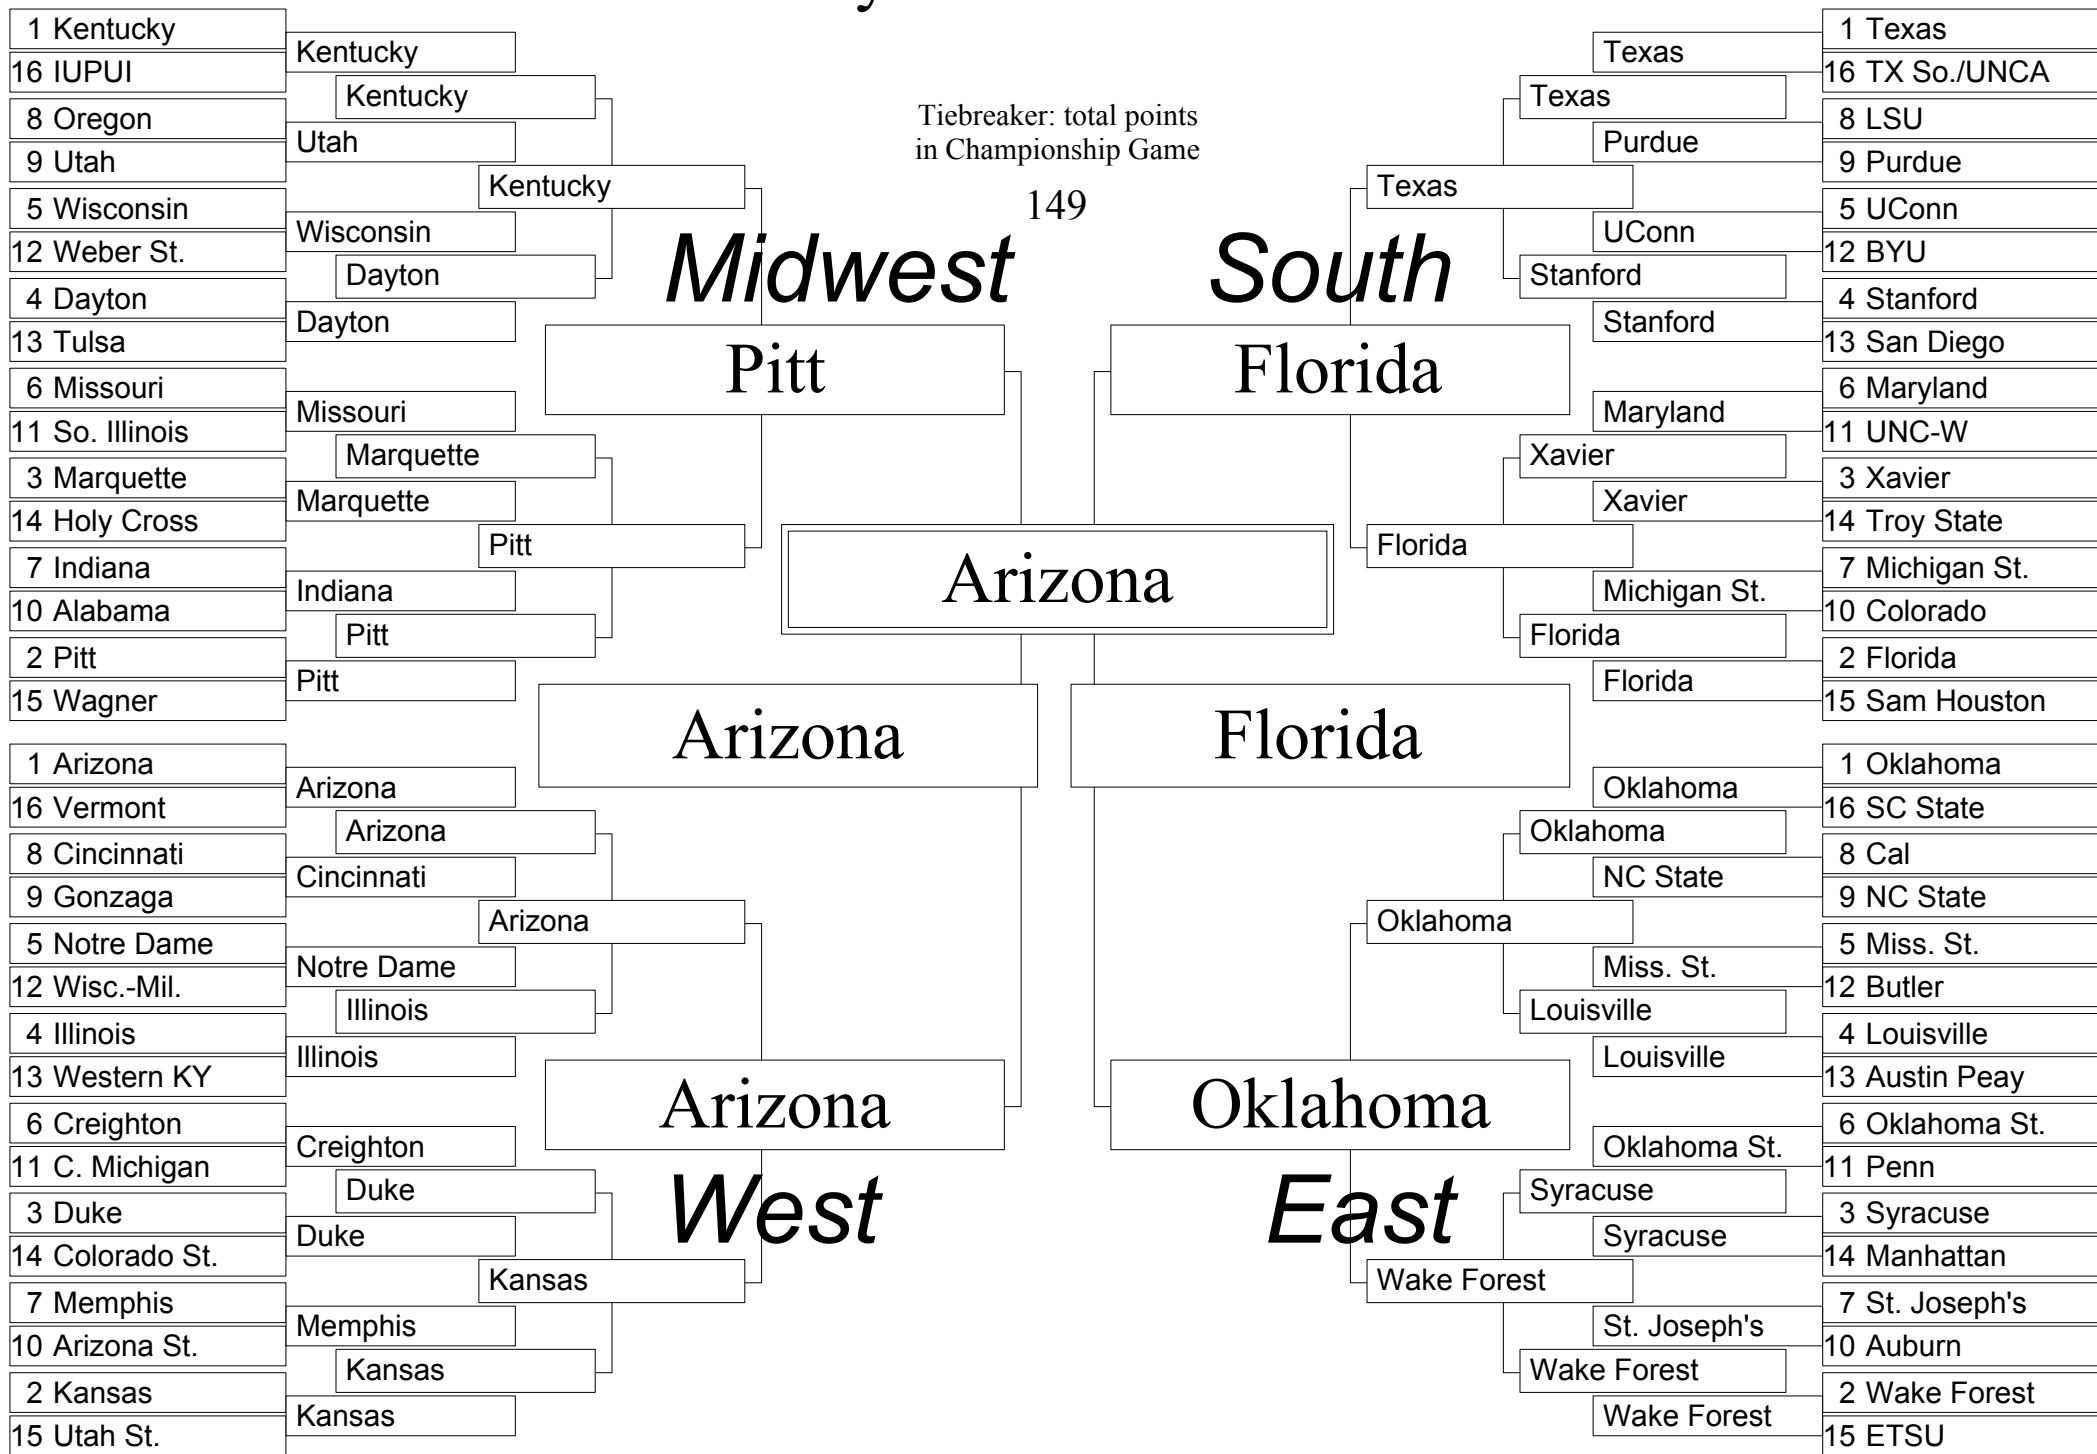 1 Kentucky
16 IUPUI
8 Oregon
9 Utah
5 Wisconsin
12 Weber St.
4 Dayton
13 Tulsa
6 Missouri
11 So. Illinois
3 Marquette
14 Holy Cross
7 Indiana
10 Alabama
2 Pitt
15 Wagner
Kentucky
Utah
Wisconsin
Dayton
Missouri
Marquette
Indiana
Pitt
Kentucky
Dayton
Marquette
Pitt
Kentucky
Pitt
Midwest
Pitt
1 Arizona
16 Vermont
8 Cincinnati
9 Gonzaga
5 Notre Dame
12 Wisc.-Mil.
4 Illinois
13 Western KY
6 Creighton
11 C. Michigan
3 Duke
14 Colorado St.
7 Memphis
10 Arizona St.
2 Kansas
15 Utah St.
Arizona
Cincinnati
Notre Dame
Illinois
Creighton
Duke
Memphis
Kansas
Arizona
Illinois
Duke
Kansas
Arizona
Kansas
Arizona
West
Tiebreaker: total points
in Championship Game
149
Arizona
Arizona
Florida
South
Florida
Texas
Florida
Texas
Stanford
Xavier
Florida
Texas
Purdue
UConn
Stanford
Maryland
Xavier
Michigan St.
Florida
1 Texas
16 TX So./UNCA
8 LSU
9 Purdue
5 UConn
12 BYU
4 Stanford
13 San Diego
6 Maryland
11 UNC-W
3 Xavier
14 Troy State
7 Michigan St.
10 Colorado
2 Florida
15 Sam Houston
Oklahoma
East
Oklahoma
Wake Forest
Oklahoma
Louisville
Syracuse
Wake Forest
Oklahoma
NC State
Miss. St.
Louisville
Oklahoma St.
Syracuse
St. Joseph's
Wake Forest
1 Oklahoma
16 SC State
8 Cal
9 NC State
5 Miss. St.
12 Butler
4 Louisville
13 Austin Peay
6 Oklahoma St.
11 Penn
3 Syracuse
14 Manhattan
7 St. Joseph's
10 Auburn
2 Wake Forest
15 ETSU